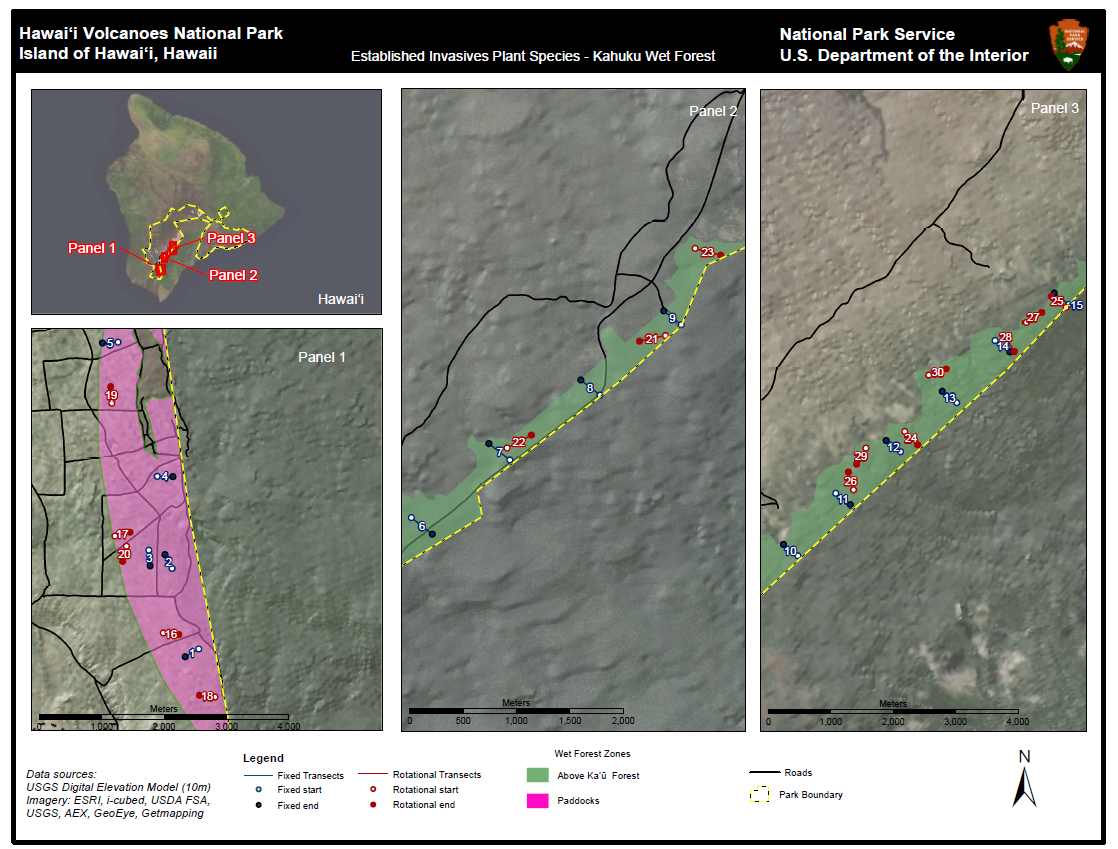 Hawaiʻi Volcanoes National Park
Island of Hawaiʻi, Hawaii
Established Invasives Plant Species - Kahuku Wet Forest
National Park Service
U.S. Department of the Interior
NATIONAL
PARK
SERVICE
Panel 1
Panel 3
Panel 2
Hawaiʻi
Panel 1
5
19
4
17
20
3
2
16
1
18
Meters
0
1,000
2,000
3,000
4,000
Panel 2
23
9
21
8
22
7
6
Meters
0
500
1,000
1,500
2,000
Panel 3
25
15
27
28
14
30
13
24
12
29
26
11
10
Meters
0
1,000
2,000
3,000
4,000
Data sources:
USGS Digital Elevation Model (10m)
Imagery: ESRI, i-cubed, USDA FSA,
USGS, AEX, GeoEye, Getmapping
Legend
Fixed Transects
Fixed start
Fixed end
Rotational Transects
Rotational start
Rotational end
Wet Forest Zones
Above Kaʻū Forest
Paddocks
Roads
Park Boundary
N